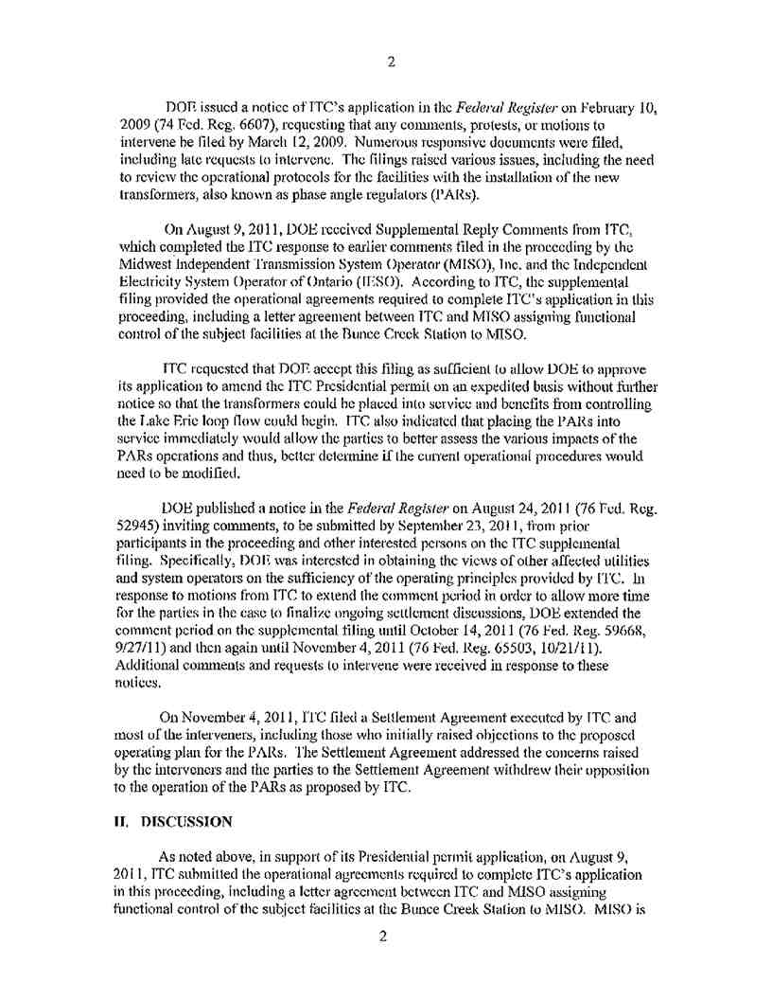 2
DOE issued a notice of ITC's application in the Federal Register on February 10,
2009 (74 Fed. Reg. 6607), requesting that any comments, protests, or motions to
intervene be filed by March 12, 2009. Numerous responsive documents were filed,
including late requests to intervene. The filings raised various issues, including the need
to review the operational protocols for the facilities with the installation of the new
transformers, also known as phase angle regulators (PARs).
On August 9, 2011, DOE received Supplemental Reply Comments from ITC,
which completed the ITC response to earlier comments filed in the proceeding by the
Midwest Independent Transmission System Operator (MISO), Inc. and the Independent
Electricity System Operator of Ontario (IESO). According to ITC, the supplemental
filing provided the operational agreements required to complete ITC's application in this
proceeding, including a letter agreement between ITC and MISO assigning functional
control of the subject facilities at the Bunce Creek Station to MISO.
ITC requested that DOE accept this filing as sufficient to allow DOE to approve
its application to amend the ITC Presidential permit on an expedited basis without further
notice so that the transformers could be placed into service and benefits from controlling
the Lake Erie loop flow could begin. ITC also indicated that placing the PARs into
service immediately would allow the parties to better assess the various impacts of the
PARs operations and thus, better determine if the current operational procedures would
need to be modified.
DOE published a notice in the Federal Register on August 24, 2011 (76 Fed. Reg.
52945) inviting comments, to be submitted by September 23, 2011, from prior
participants in the proceeding and other interested persons on the ITC supplemental
filing. Specifically, DOE was interested in obtaining the views of other affected utilities
and system operators on the sufficiency of the operating principles provided by ITC. In
response to motions from ITC to extend the comment period in order to allow more time
for the parties in the case to finalize ongoing settlement discussions, DOE extended the
comment period on the supplemental filing until October 14, 2011 (76 Fed. Reg. 59668,
9/27/11) and then again until November 4, 2011 (76 Fed. Reg. 65503, 10/21/11).
Additional comments and requests to intervene were received in response to these
notices.
On November 4, 2011, ITC filed a Settlement Agreement executed by ITC and
most of the interveners, including those who initially raised objections to the proposed
operating plan for the PARs. The Settlement Agreement addressed the concerns raised
by the interveners and the parties to the Settlement Agreement withdrew their opposition
to the operation of the PARs as proposed by ITC.
II. DISCUSSION
As noted above, in support of its Presidential permit application, on August 9,
2011, ITC submitted the operational agreements required to complete ITC's application
in this proceeding, including a letter agreement between ITC and MISO assigning
functional control of the subject facilities at the Bunce Creek Station to MISO. MISO is
2